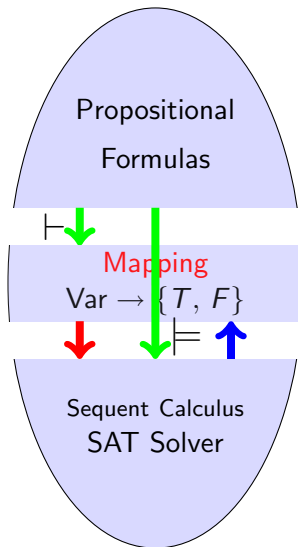 Propositional
Formulas
⊢
Mapping
Var → {T, F}
⊨
Sequent Calculus
SAT Solver